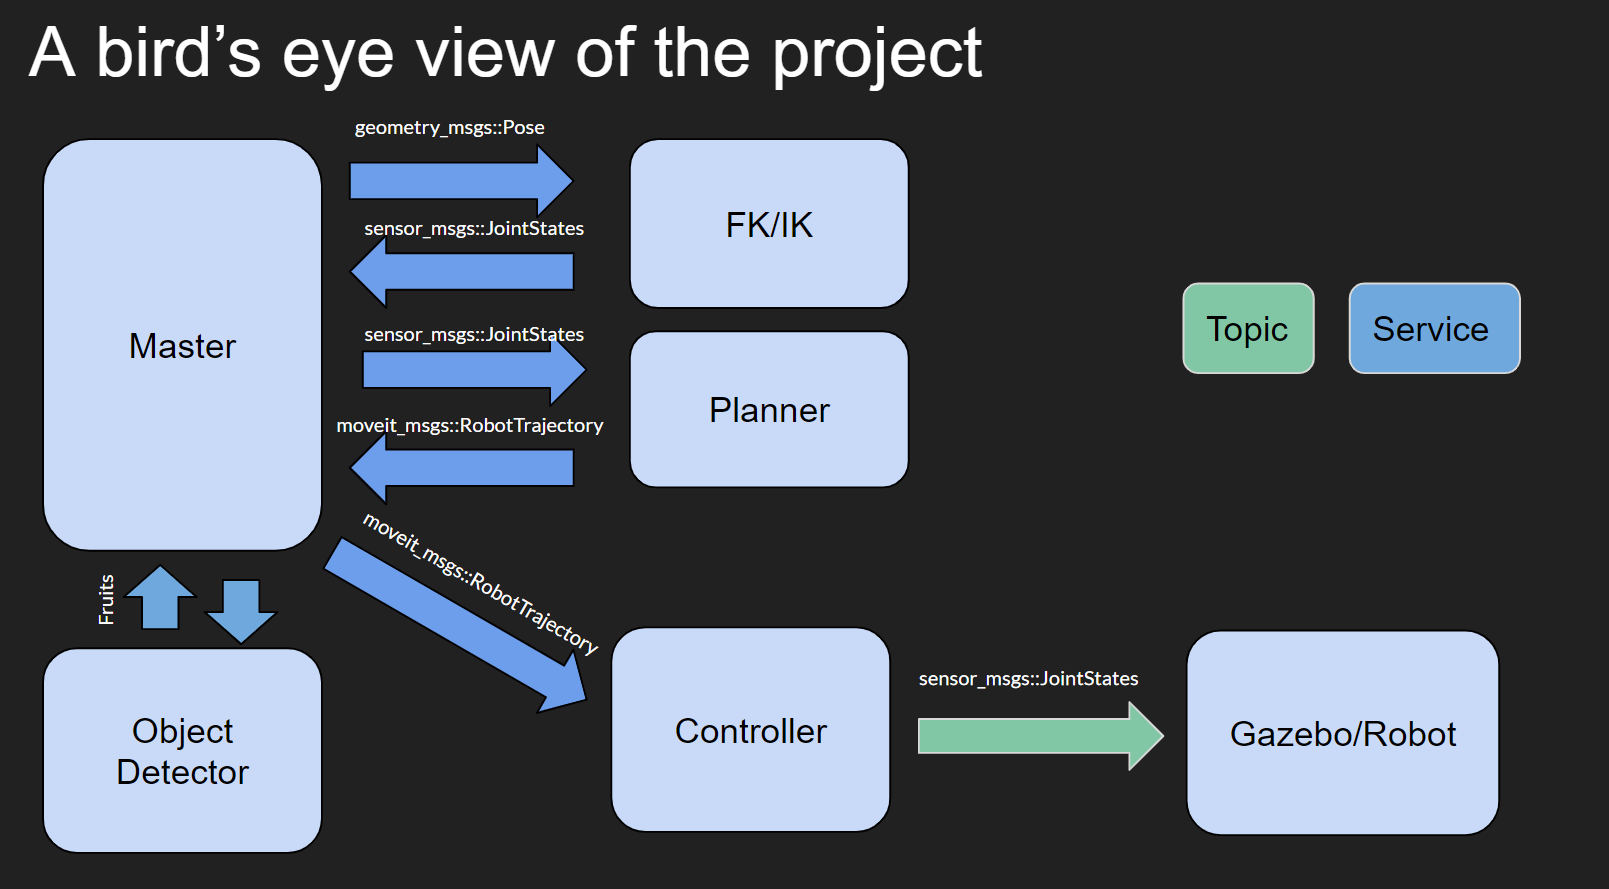 A bird’s eye view of the project
geometry_msgs::Pose
sensor_msgs::JointStates
FK/IK
Master
sensor_msgs::JointStates
Planner
moveit_msgs::RobotTrajectory
Topic
Service
moveit_msgs::RobotTrajectory
Fruits
Object
Detector
Controller
sensor_msgs::JointStates
Gazebo/Robot